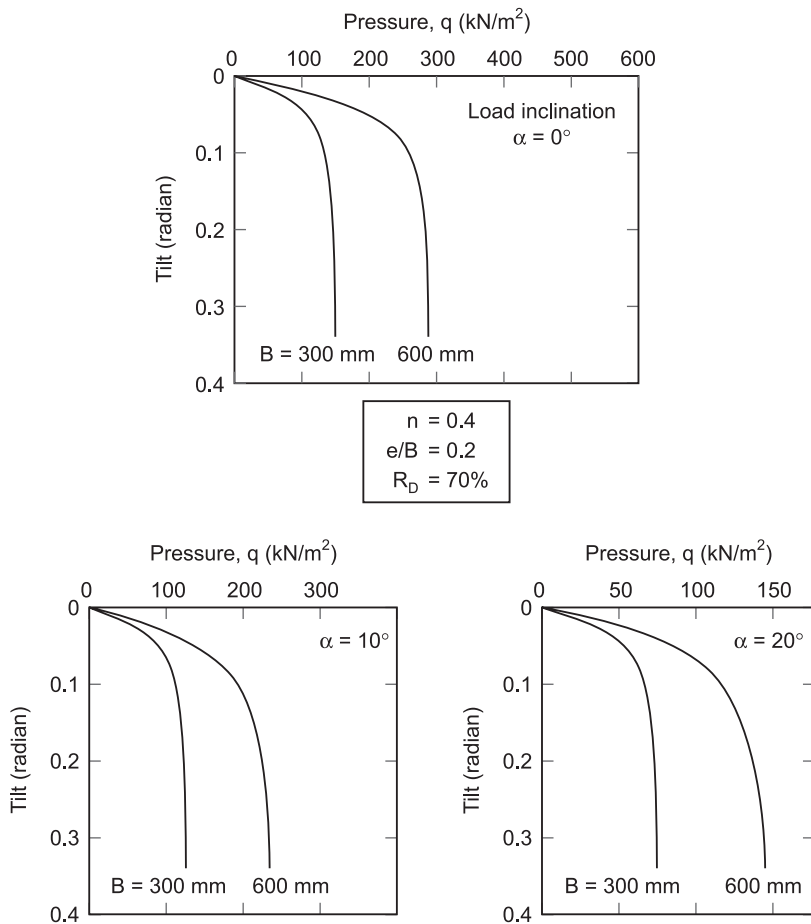 Pressure, q (kN/m²)
0 100 200 300 400 500 600
0
Load inclination
α = 0°
0.1
Tilt (radian)
0.2
0.3
B = 300 mm 600 mm
0.4
n = 0.4
e/B = 0.2
R_D = 70%
Pressure, q (kN/m²)
0 100 200 300
0
α = 10°
0.1
Tilt (radian)
0.2
0.3
B = 300 mm 600 mm
0.4
Pressure, q (kN/m²)
0 50 100 150
0
α = 20°
0.1
Tilt (radian)
0.2
0.3
B = 300 mm 600 mm
0.4